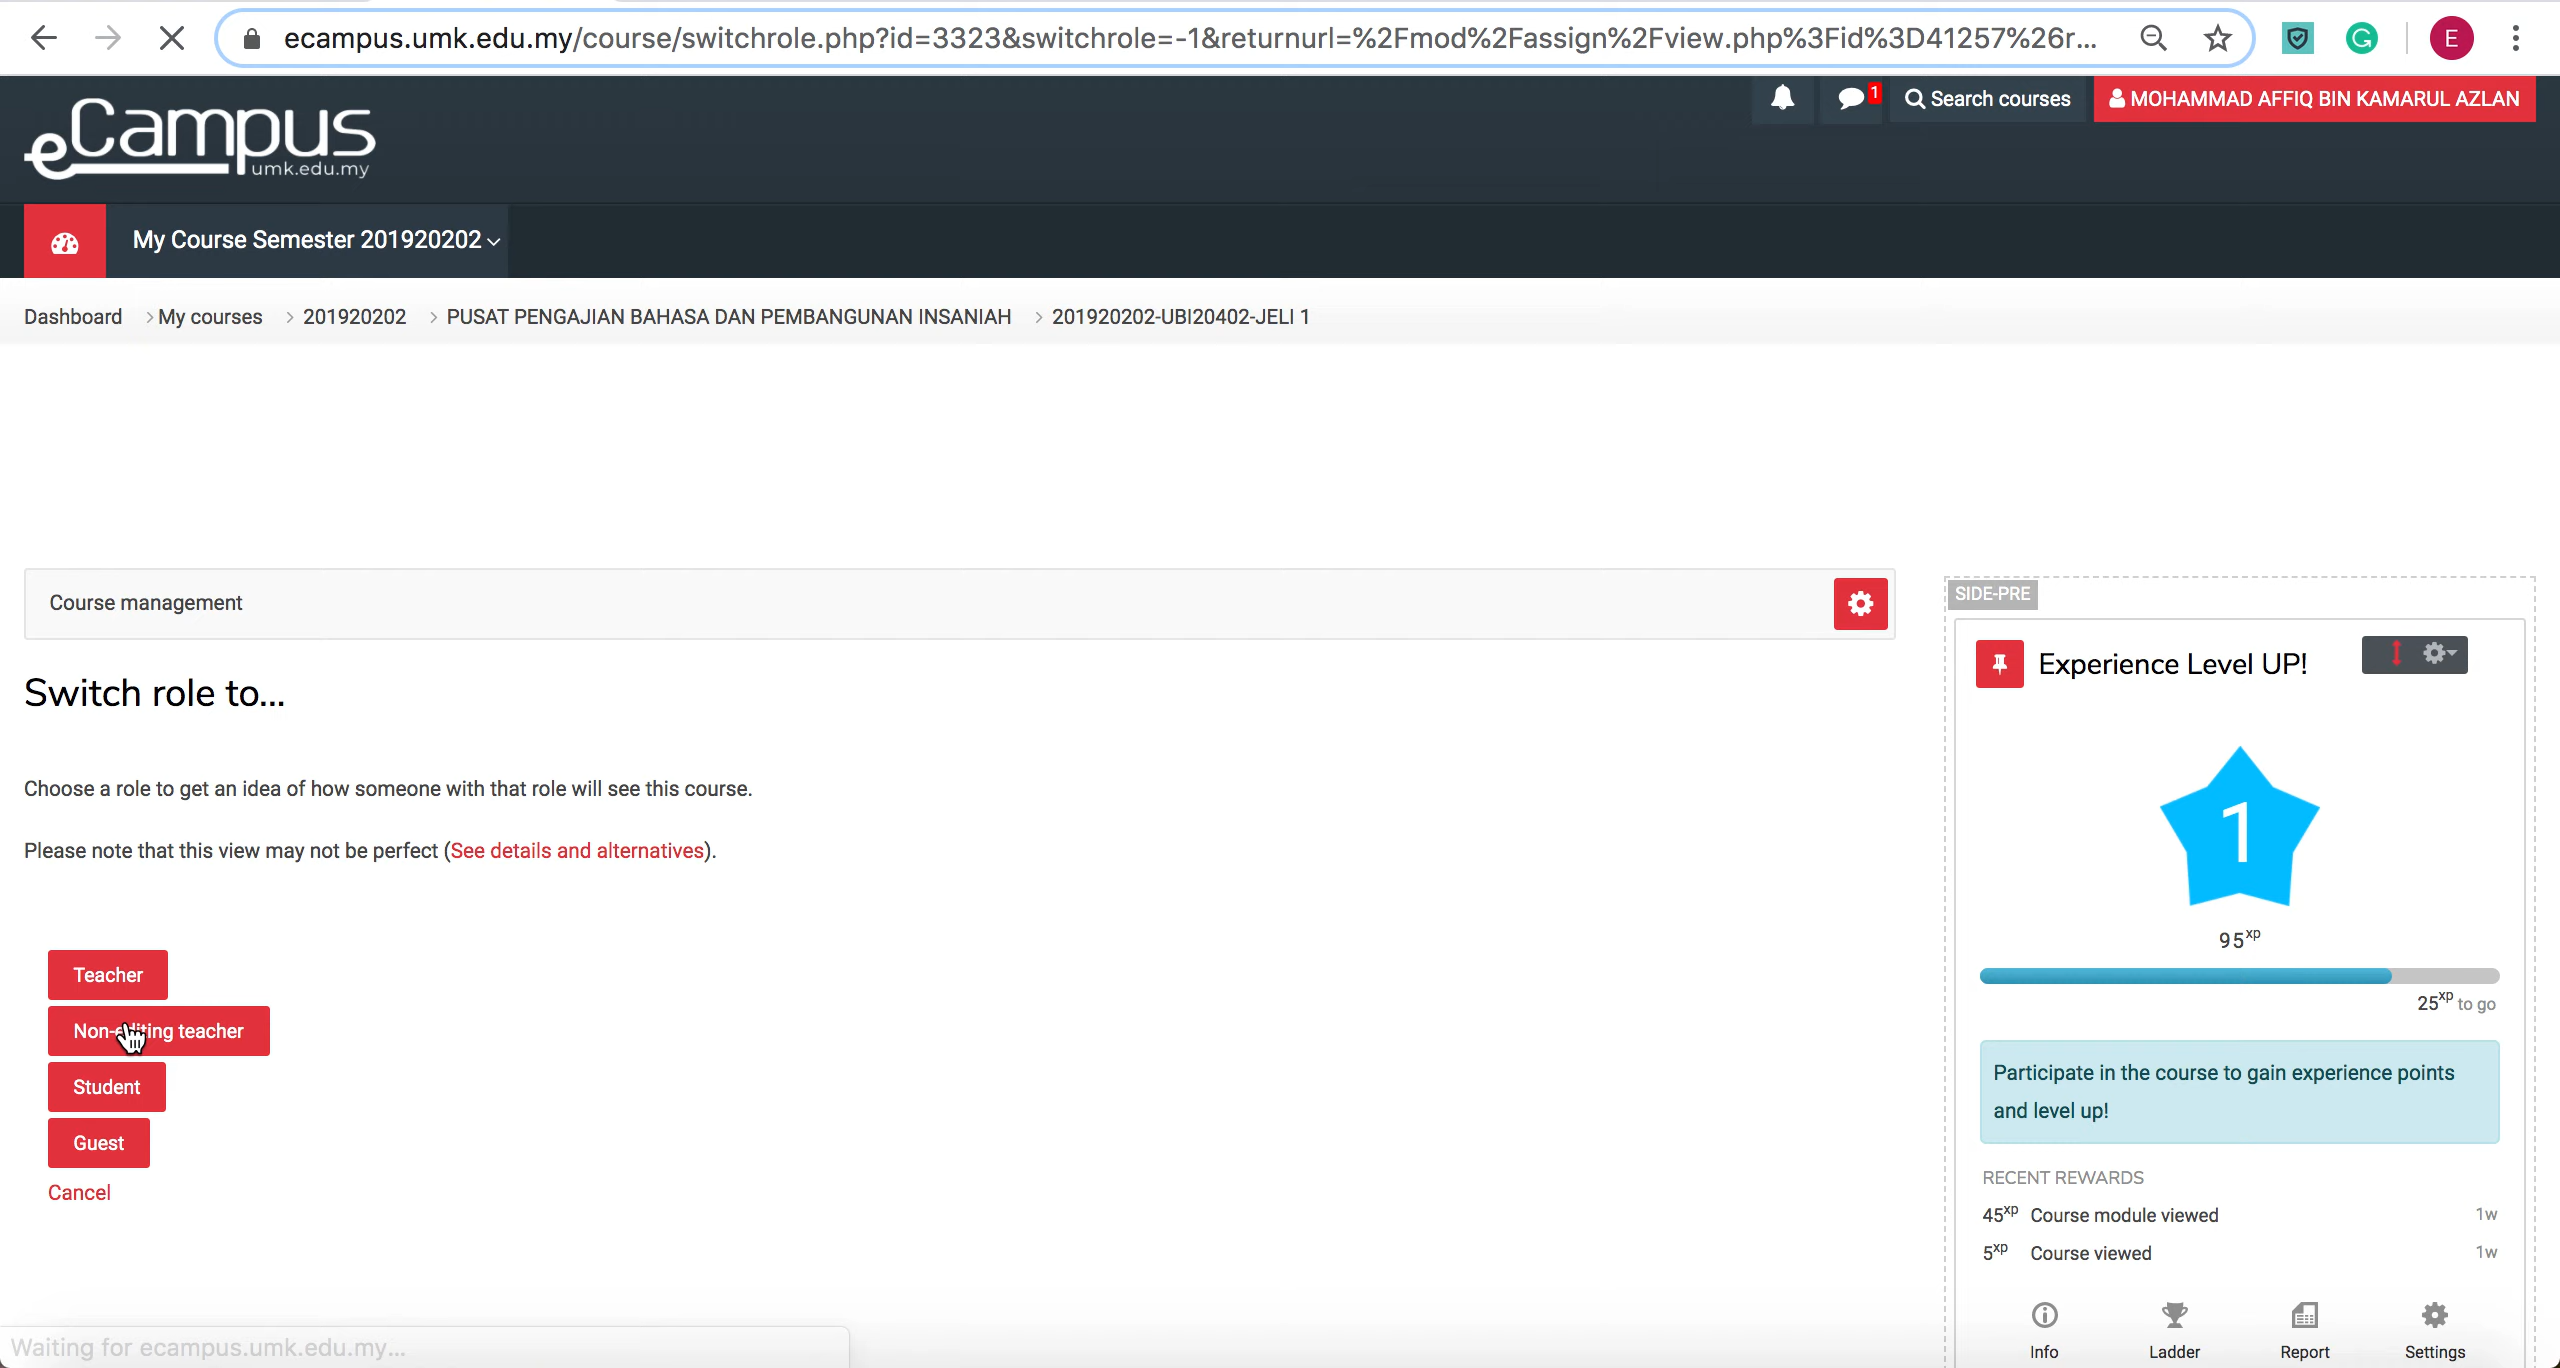 ecampus.umk.edu.my/course/switchrole.php?id=3323&switchrole=-1&returnurl=%2Fmod%2Fassign%2Fview.php%3Fid%3D41257%26r...
G
E
eCampus
umk.edu.my
1
Search courses
MOHAMMAD AFFIQ BIN KAMARUL AZLAN
My Course Semester 201920202
Dashboard > My courses > 201920202 > PUSAT PENGAJIAN BAHASA DAN PEMBANGUNAN INSANIAH > 201920202-UBI20402-JELI 1
Course management
Switch role to...
Choose a role to get an idea of how someone with that role will see this course.
Please note that this view may not be perfect (See details and alternatives).
Teacher
Non-editing teacher
Student
Guest
Cancel
Waiting for ecampus.umk.edu.my...
SIDE-PRE
Experience Level UP!
1
95xp
25xp to go
Participate in the course to gain experience points
and level up!
RECENT REWARDS
45xp Course module viewed 1w
5xp Course viewed 1w
Info Ladder Report Settings